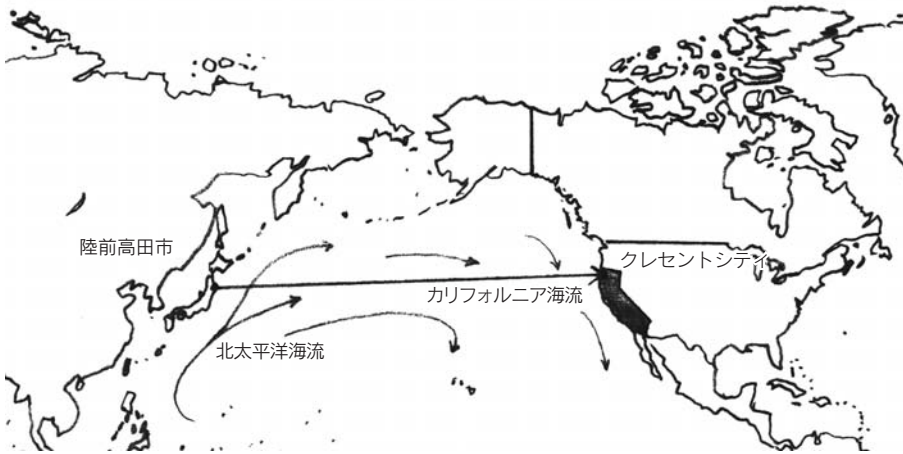 陸前高田市
クレセントシティ
カリフォルニア海流
北太平洋海流